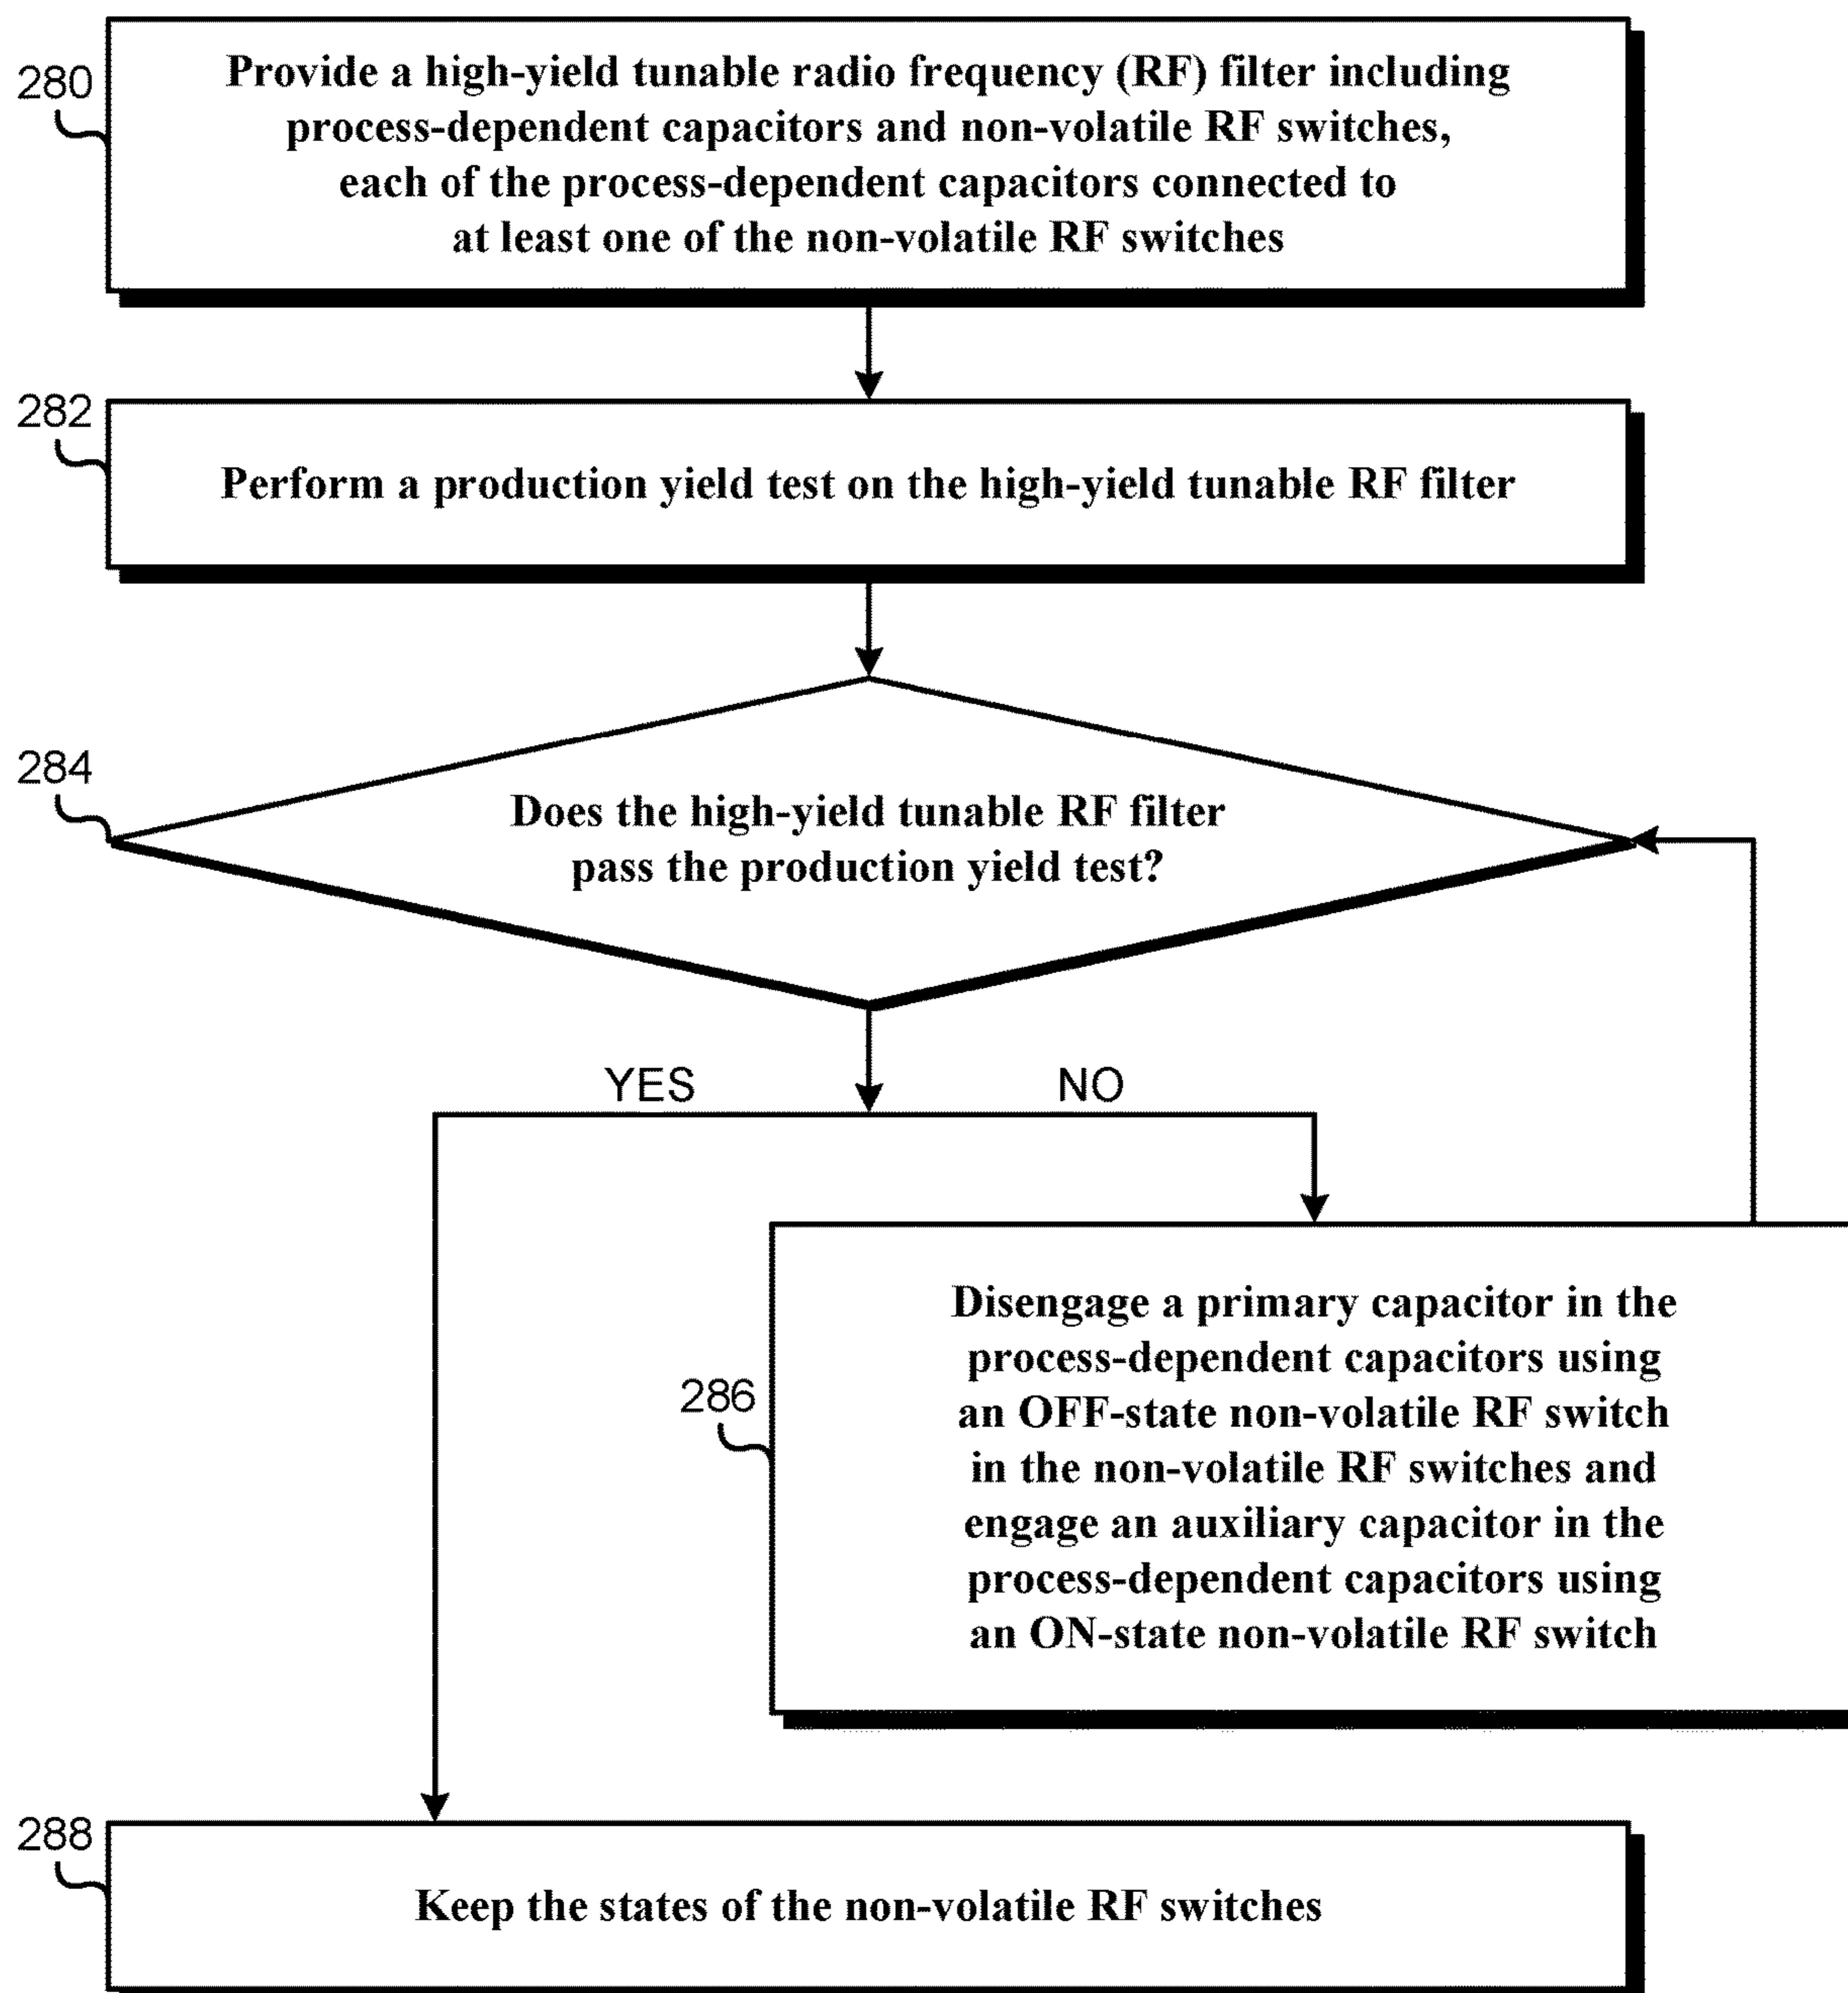 280
Provide a high-yield tunable radio frequency (RF) filter including
process-dependent capacitors and non-volatile RF switches,
each of the process-dependent capacitors connected to
at least one of the non-volatile RF switches
282
Perform a production yield test on the high-yield tunable RF filter
284
Does the high-yield tunable RF filter
pass the production yield test?
YES
NO
286
Disengage a primary capacitor in the
process-dependent capacitors using
an OFF-state non-volatile RF switch
in the non-volatile RF switches and
engage an auxiliary capacitor in the
process-dependent capacitors using
an ON-state non-volatile RF switch
288
Keep the states of the non-volatile RF switches